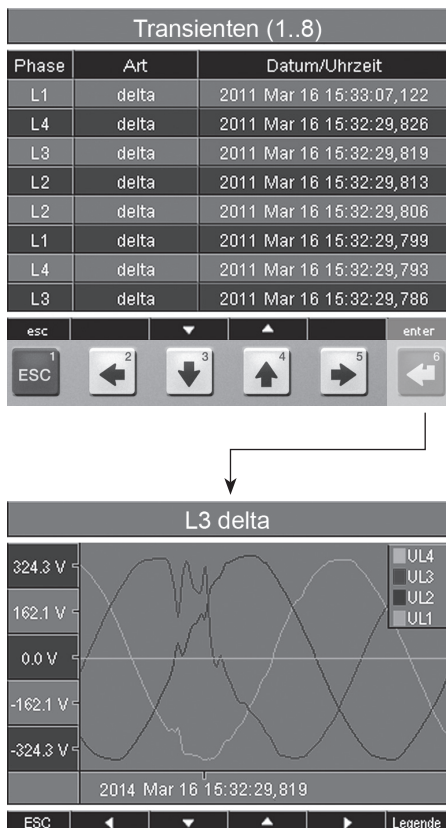 Transienten (1..8)
Phase Art Datum/Uhrzeit
L1 delta 2011 Mar 16 15:33:07,122
L4 delta 2011 Mar 16 15:32:29,826
L3 delta 2011 Mar 16 15:32:29,819
L2 delta 2011 Mar 16 15:32:29,813
L2 delta 2011 Mar 16 15:32:29,806
L1 delta 2011 Mar 16 15:32:29,799
L4 delta 2011 Mar 16 15:32:29,793
L3 delta 2011 Mar 16 15:32:29,786
esc enter
1 2 3 4 5 6
ESC
L3 delta
324.3 V
162.1 V
0.0 V
-162.1 V
-324.3 V
UL4
UL3
UL2
UL1
2014 Mar 16 15:32:29,819
ESC Legende